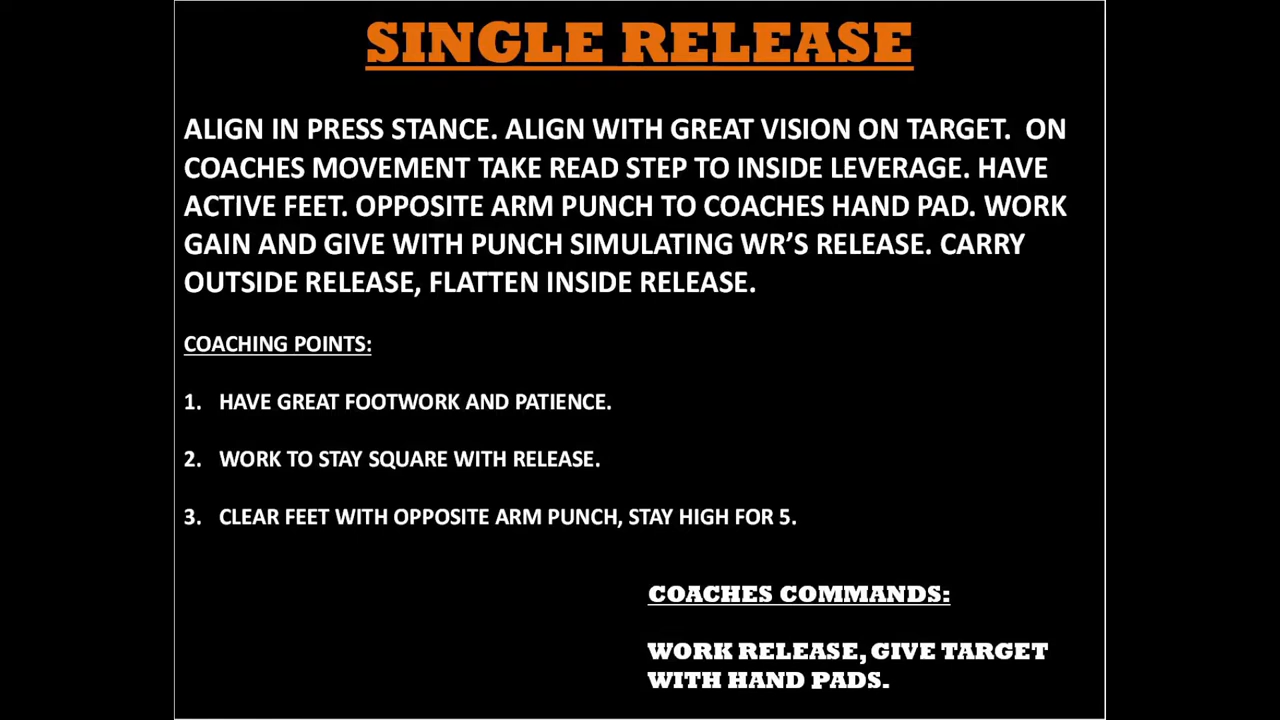 SINGLE RELEASE
ALIGN IN PRESS STANCE. ALIGN WITH GREAT VISION ON TARGET. ON
COACHES MOVEMENT TAKE READ STEP TO INSIDE LEVERAGE. HAVE
ACTIVE FEET. OPPOSITE ARM PUNCH TO COACHES HAND PAD. WORK
GAIN AND GIVE WITH PUNCH SIMULATING WR’S RELEASE. CARRY
OUTSIDE RELEASE, FLATTEN INSIDE RELEASE.
COACHING POINTS:
1. HAVE GREAT FOOTWORK AND PATIENCE.
2. WORK TO STAY SQUARE WITH RELEASE.
3. CLEAR FEET WITH OPPOSITE ARM PUNCH, STAY HIGH FOR 5.
COACHES COMMANDS:
WORK RELEASE, GIVE TARGET
WITH HAND PADS.